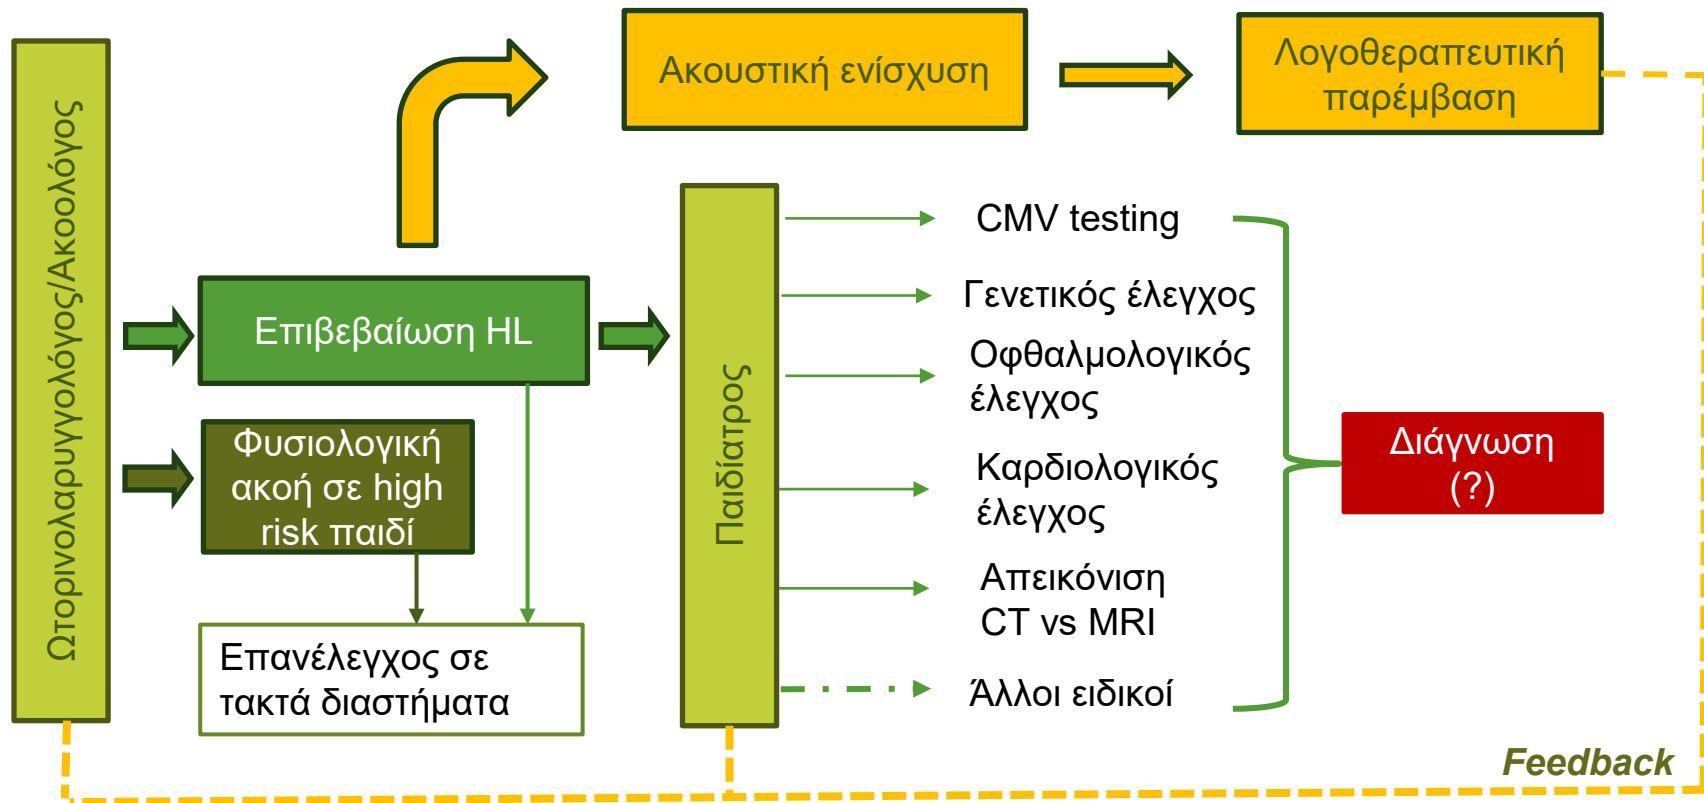 Ωτορινολαρυγγολόγος/Ακοολόγος
Ακουστική ενίσχυση
Λογοθεραπευτική
παρέμβαση
Επιβεβαίωση HL
Φυσιολογική
ακοή σε high
risk παιδί
Επανέλεγχος σε
τακτά διαστήματα
Παιδίατρος
CMV testing
Γενετικός έλεγχος
Οφθαλμολογικός
έλεγχος
Καρδιολογικός
έλεγχος
Απεικόνιση
CT vs MRI
Άλλοι ειδικοί
Διάγνωση
(?)
Feedback